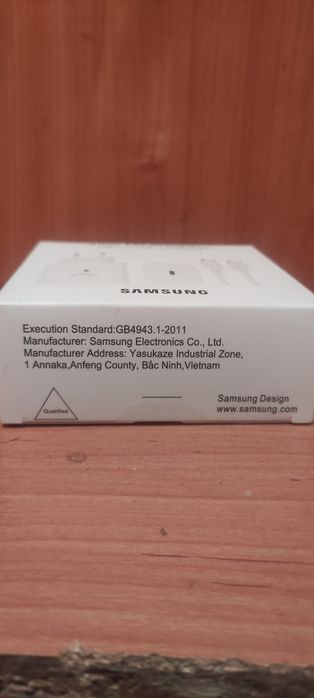 SAMSUNG
Execution Standard:GB4943.1-2011
Manufacturer: Samsung Electronics Co., Ltd.
Manufacturer Address: Yasukaze Industrial Zone,
1 Annaka,Anfeng County, Bắc Ninh,Vietnam
Qualified
Samsung Design
www.samsung.com